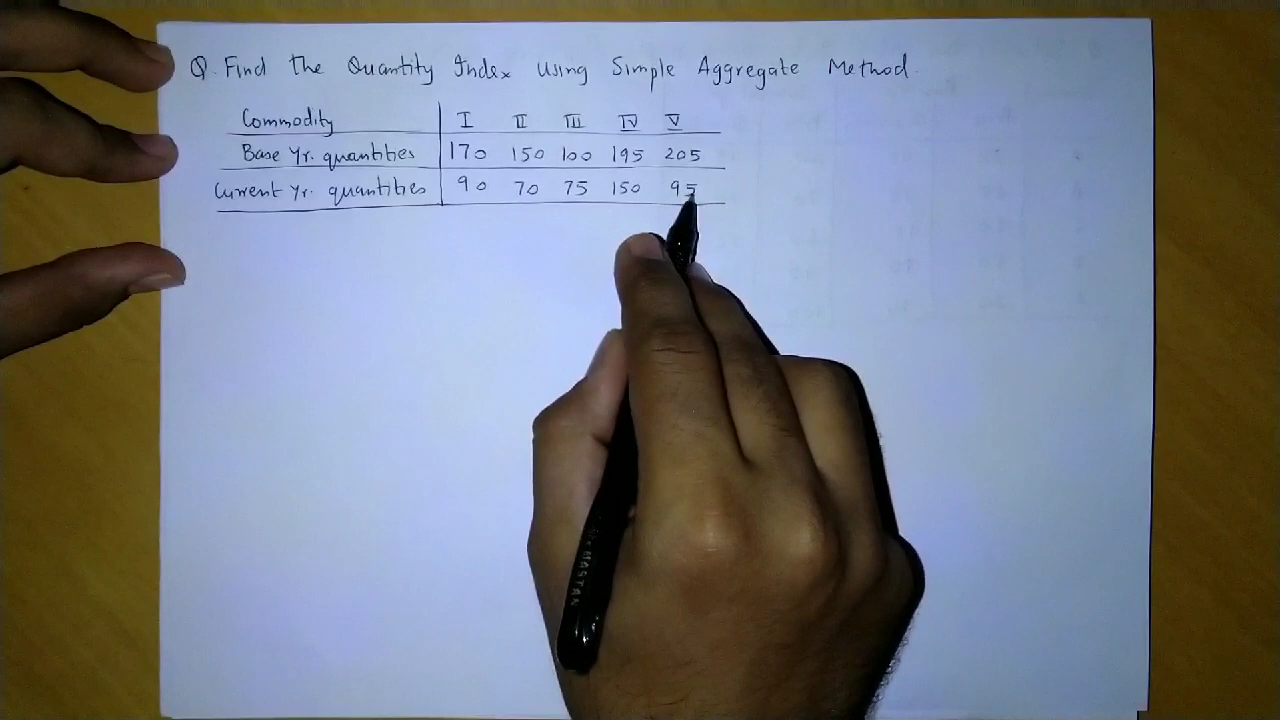 Q. Find the Quantity Index using Simple Aggregate Method.
Commodity I II III IV V
Base Yr. quantities 170 150 100 195 205
Current Yr. quantities 90 70 75 150 95